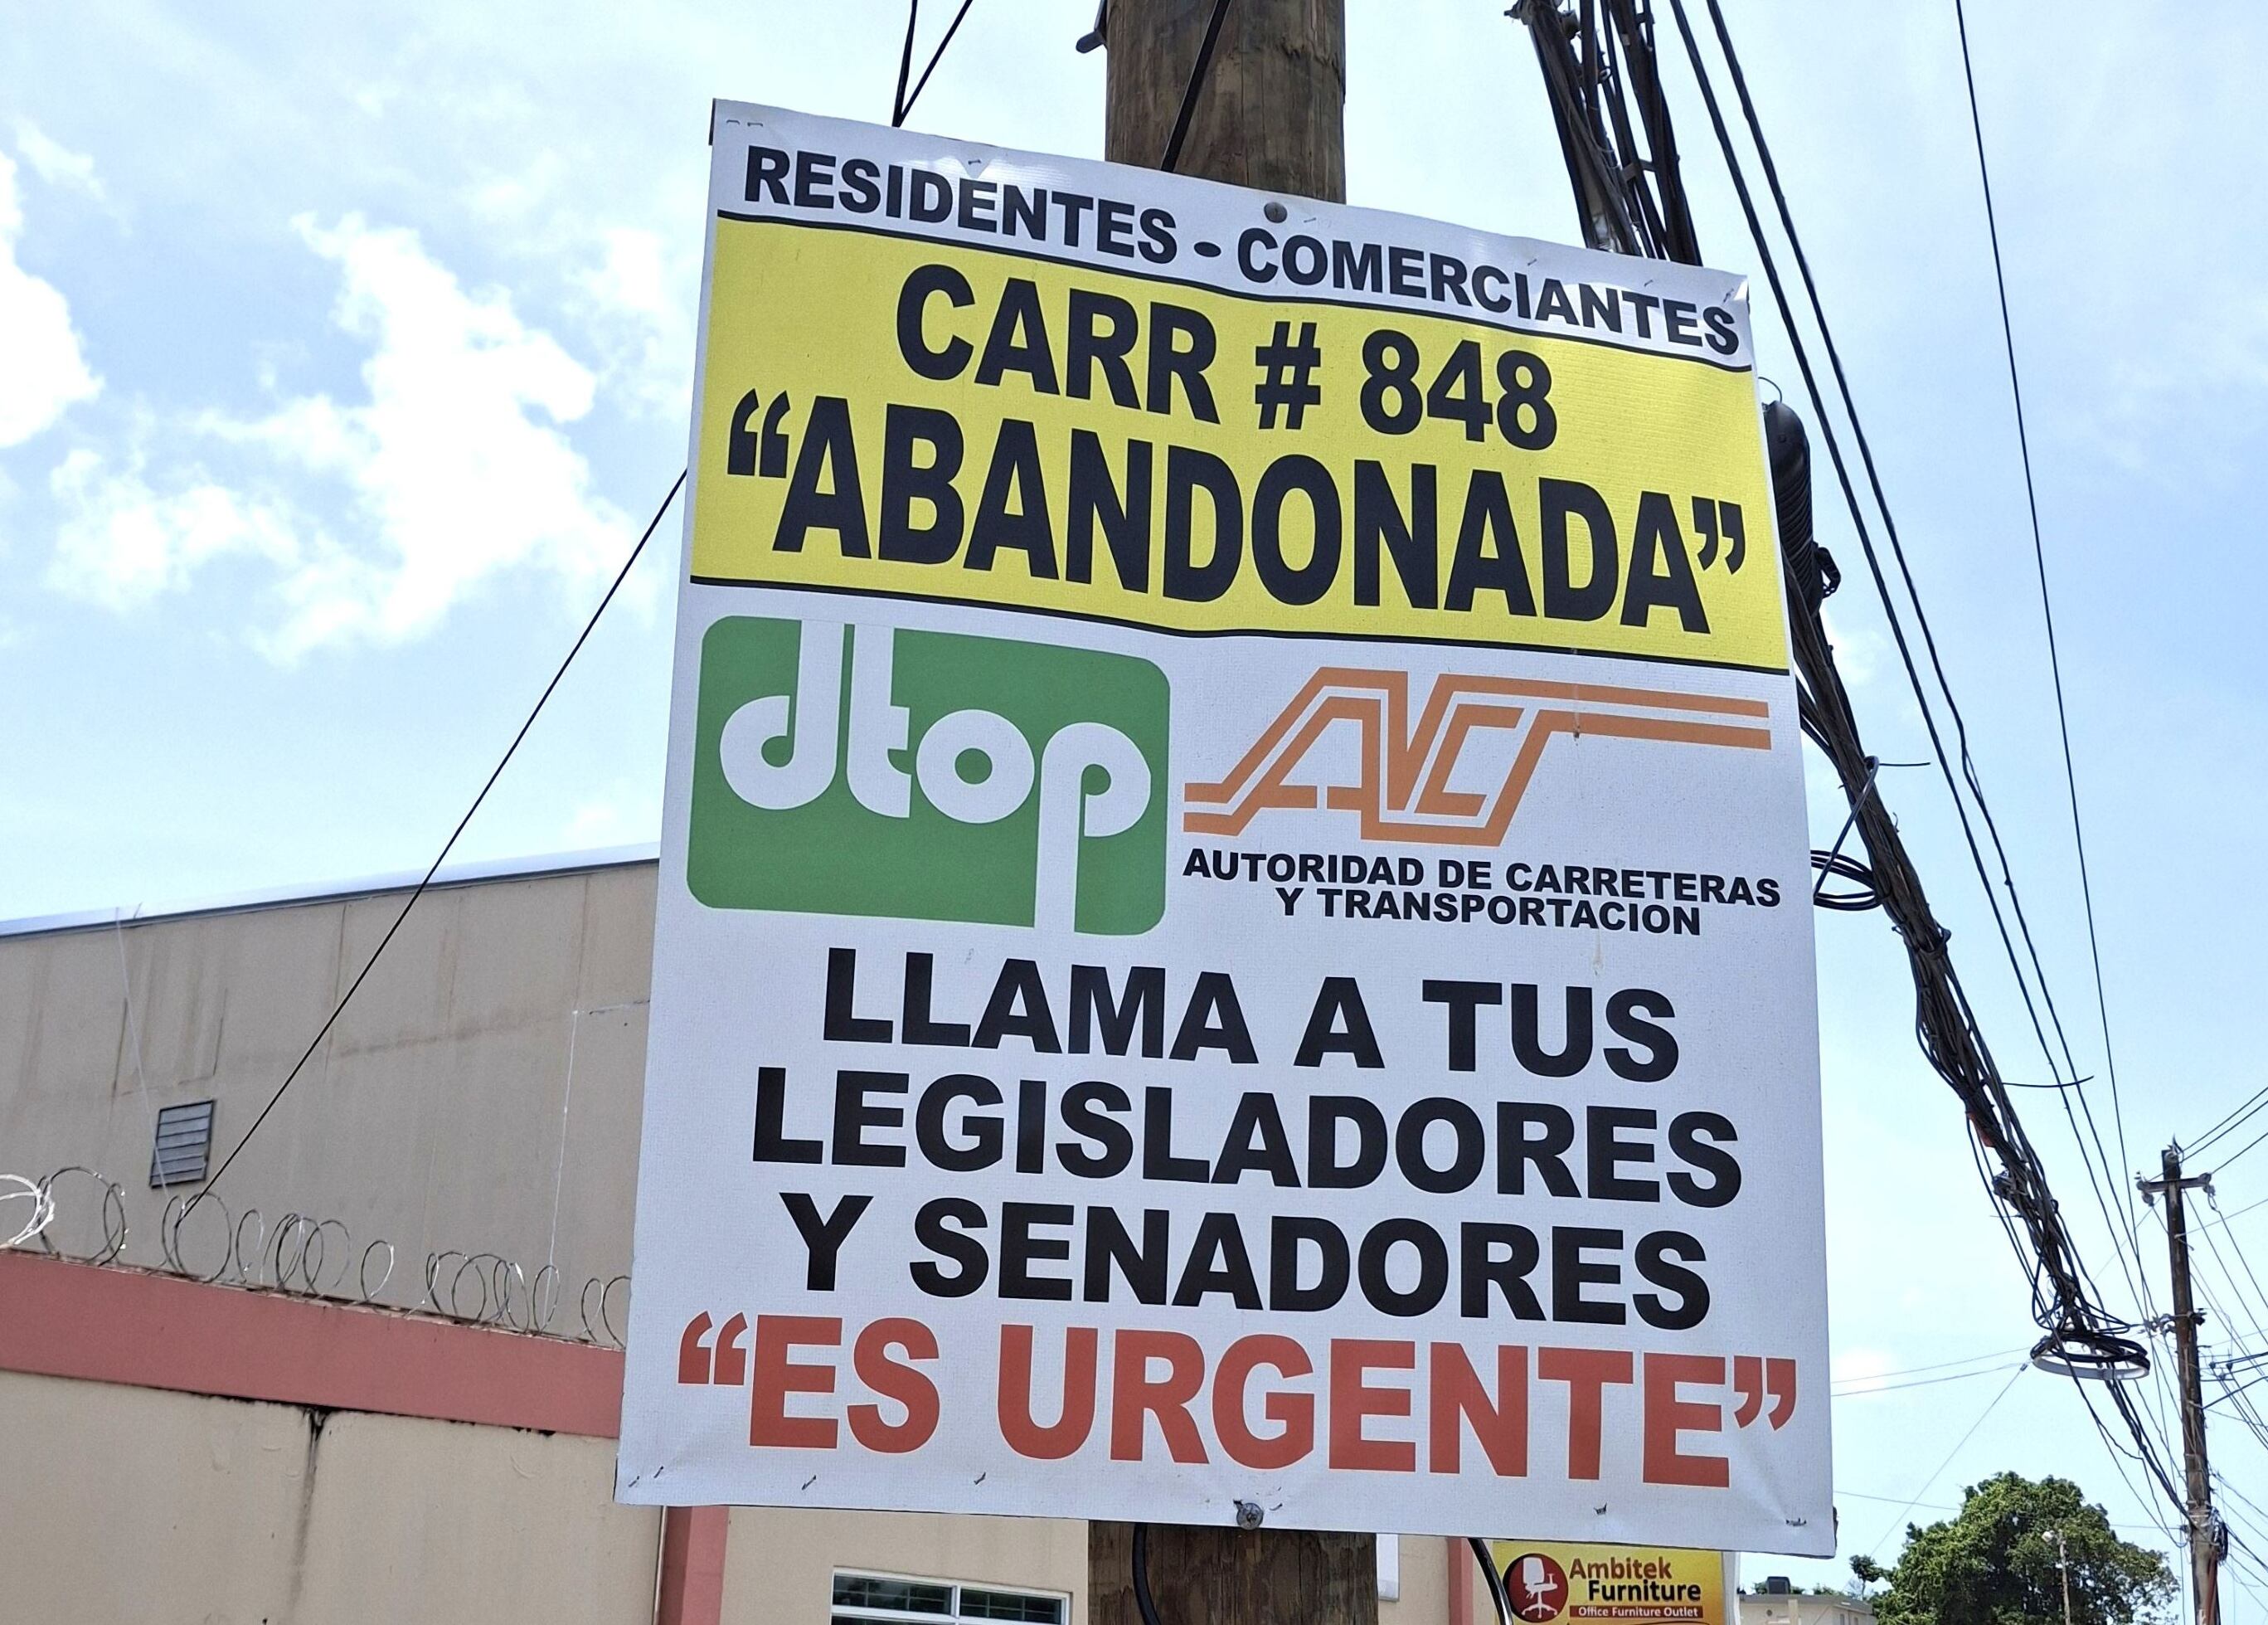 RESIDENTES - COMERCIANTES
CARR # 848
“ABANDONADA”
dtop
ACT
AUTORIDAD DE CARRETERAS
Y TRANSPORTACION
LLAMA A TUS
LEGISLADORES
Y SENADORES
“ES URGENTE”
Ambitek
Furniture
Office Furniture Outlet